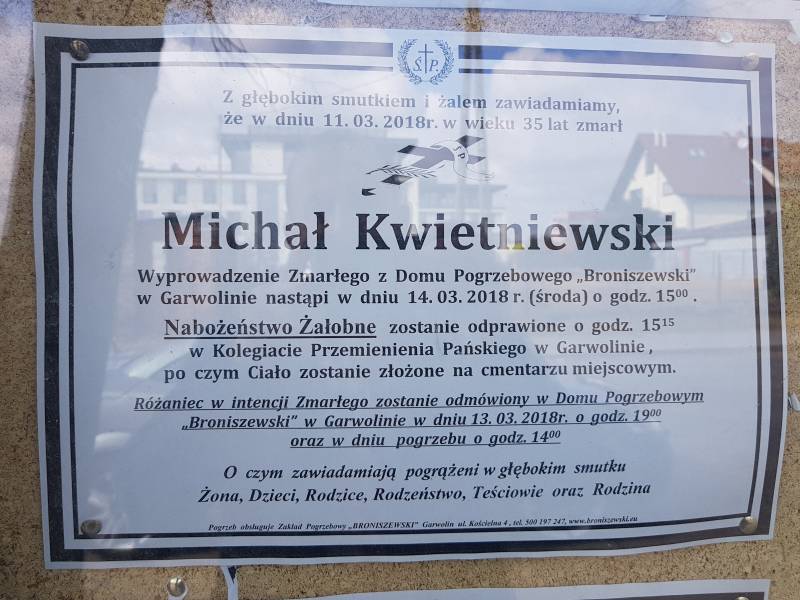 Ś. P.
Z głębokim smutkiem i żalem zawiadamiamy,
że w dniu 11. 03. 2018r. w wieku 35 lat zmarł
Ś P
Michał Kwietniewski
Wyprowadzenie Zmarłego z Domu Pogrzebowego „Broniszewski”
w Garwolinie nastąpi w dniu 14. 03. 2018 r. (środa) o godz. 15⁰⁰ .
Nabożeństwo Żałobne zostanie odprawione o godz. 15¹⁵
w Kolegiacie Przemienienia Pańskiego w Garwolinie ,
po czym Ciało zostanie złożone na cmentarzu miejscowym.
Różaniec w intencji Zmarłego zostanie odmówiony w Domu Pogrzebowym
„Broniszewski” w Garwolinie w dniu 13. 03. 2018r. o godz. 19⁰⁰
oraz w dniu pogrzebu o godz. 14⁰⁰
O czym zawiadamiają pogrążeni w głębokim smutku
Żona, Dzieci, Rodzice, Rodzeństwo, Teściowie oraz Rodzina
Pogrzeb obsługuje Zakład Pogrzebowy „BRONISZEWSKI” Garwolin ul. Kościelna 4 , tel. 500 197 247, www.broniszewski.eu